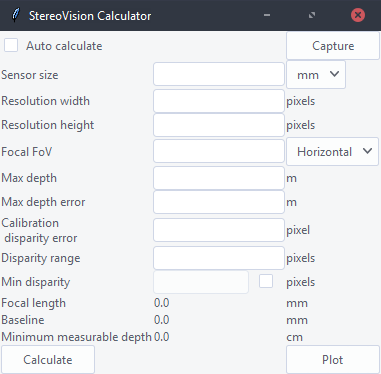 StereoVision Calculator
Auto calculate Capture
Sensor size mm
Resolution width pixels
Resolution height pixels
Focal FoV Horizontal
Max depth m
Max depth error m
Calibration
disparity error pixel
Disparity range pixels
Min disparity pixels
Focal length 0.0 mm
Baseline 0.0 mm
Minimum measurable depth 0.0 cm
Calculate Plot